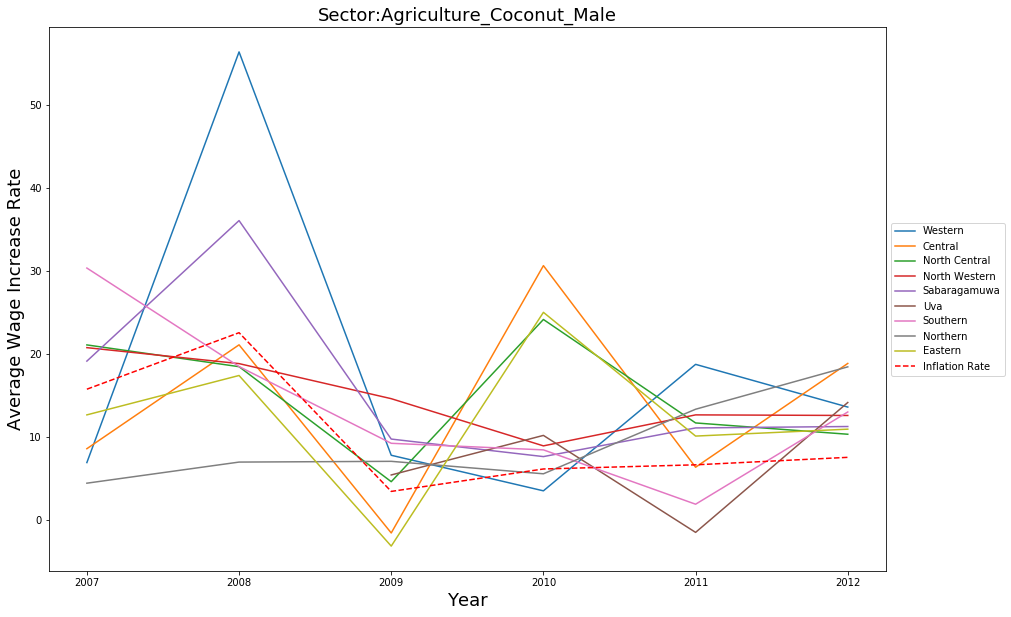 Sector:Agriculture_Coconut_Male
Average Wage Increase Rate
50
40
30
20
10
0
2007 2008 2009 2010 2011 2012
Year
Western
Central
North Central
North Western
Sabaragamuwa
Uva
Southern
Northern
Eastern
Inflation Rate